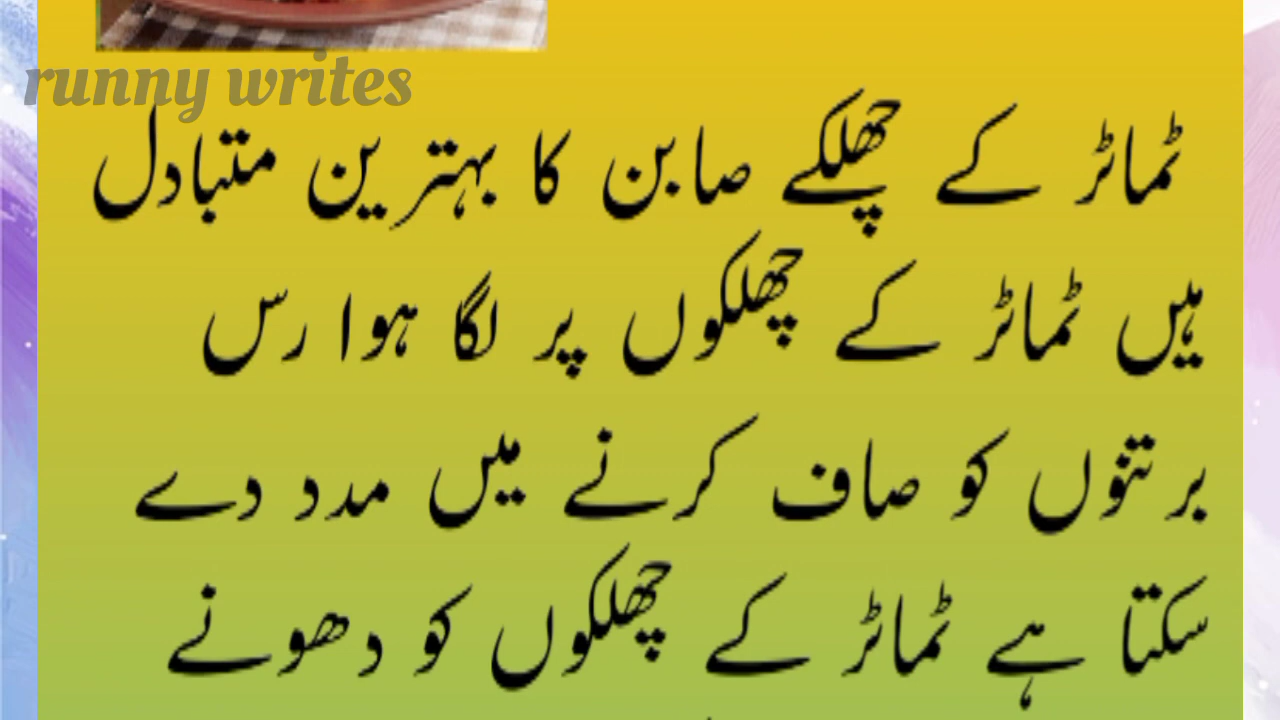 runny writes
ٹماٹر کے چھلکے صابن کا بہترین متبادل
ہیں ٹماٹر کے چھلکوں پر لگا ہوا رس
برتنوں کو صاف کرنے میں مدد دے
سکتا ہے ٹماٹر کے چھلکوں کو دھونے